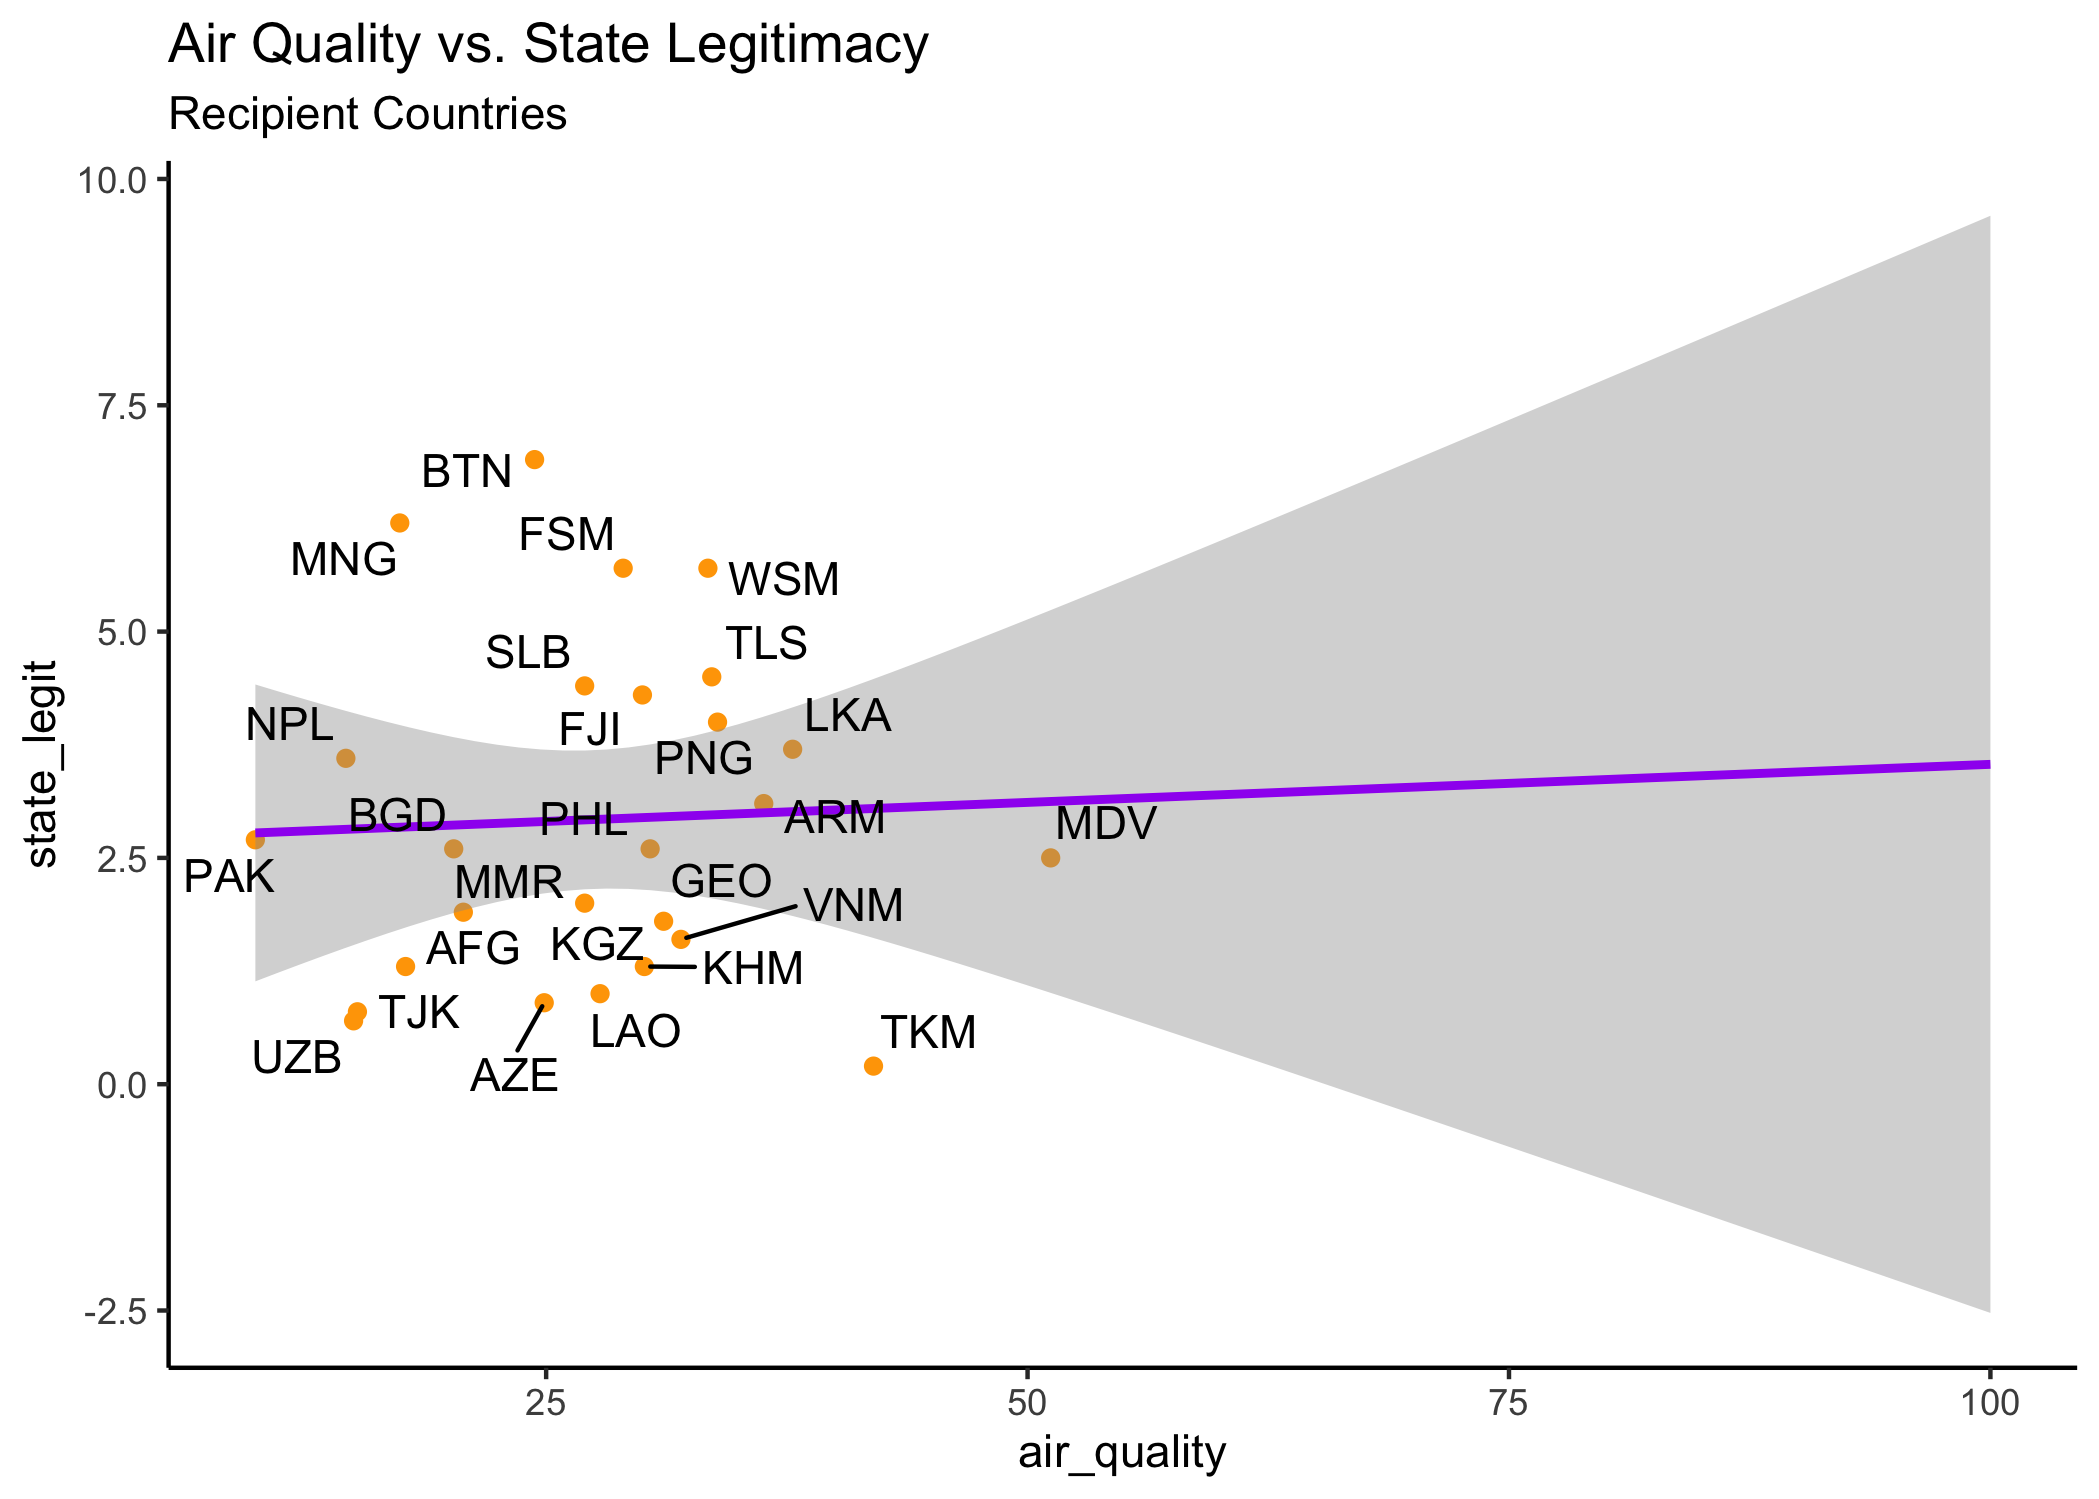 Air Quality vs. State Legitimacy
Recipient Countries
10.0
7.5
5.0
2.5
0.0
-2.5
state_legit
BTN
MNG
FSM
WSM
SLB
TLS
FJI
NPL
LKA
PNG
BGD
PHL
ARM
MDV
PAK
MMR
GEO
VNM
AFG
KGZ
KHM
TJK
LAO
TKM
UZB
AZE
25
50
75
100
air_quality